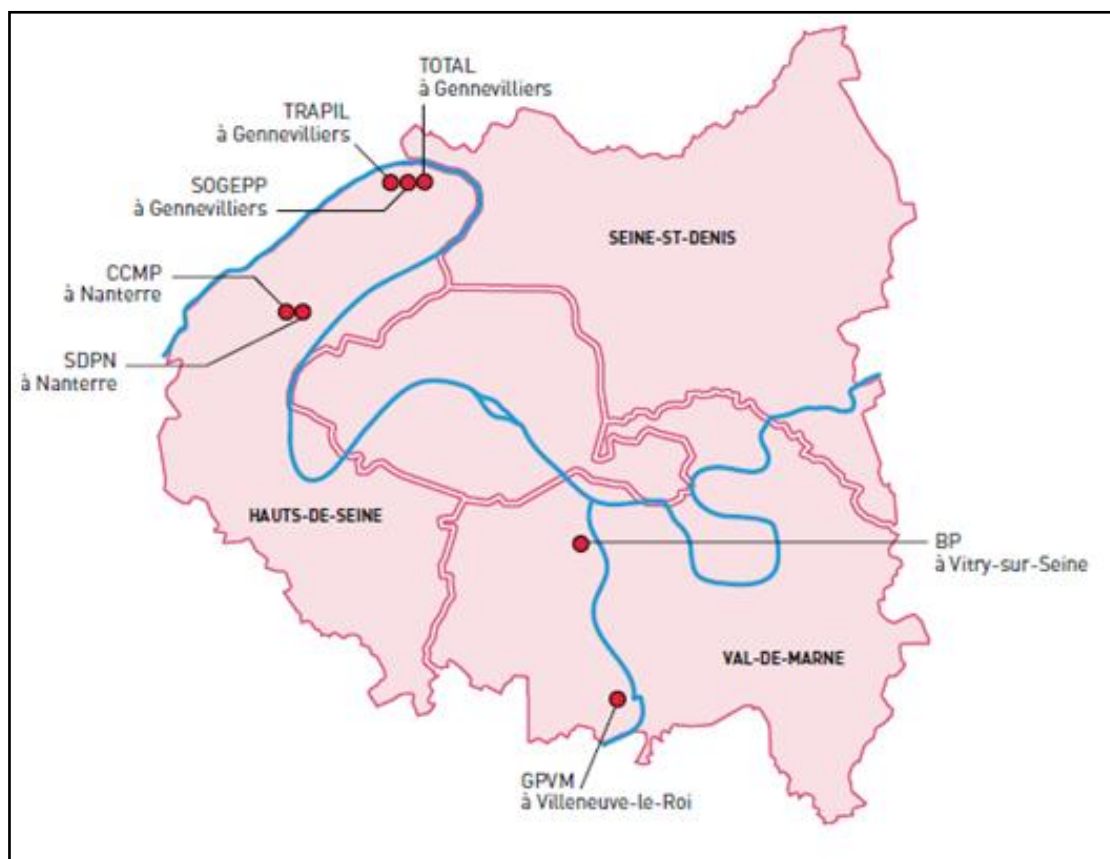 TOTAL
à Gennevilliers
TRAPIL
à Gennevilliers
SOGEPP
à Gennevilliers
SEINE-ST-DENIS
CCMP
à Nanterre
SDPN
à Nanterre
HAUTS-DE-SEINE
BP
à Vitry-sur-Seine
VAL-DE-MARNE
GPVM
à Villeneuve-le-Roi